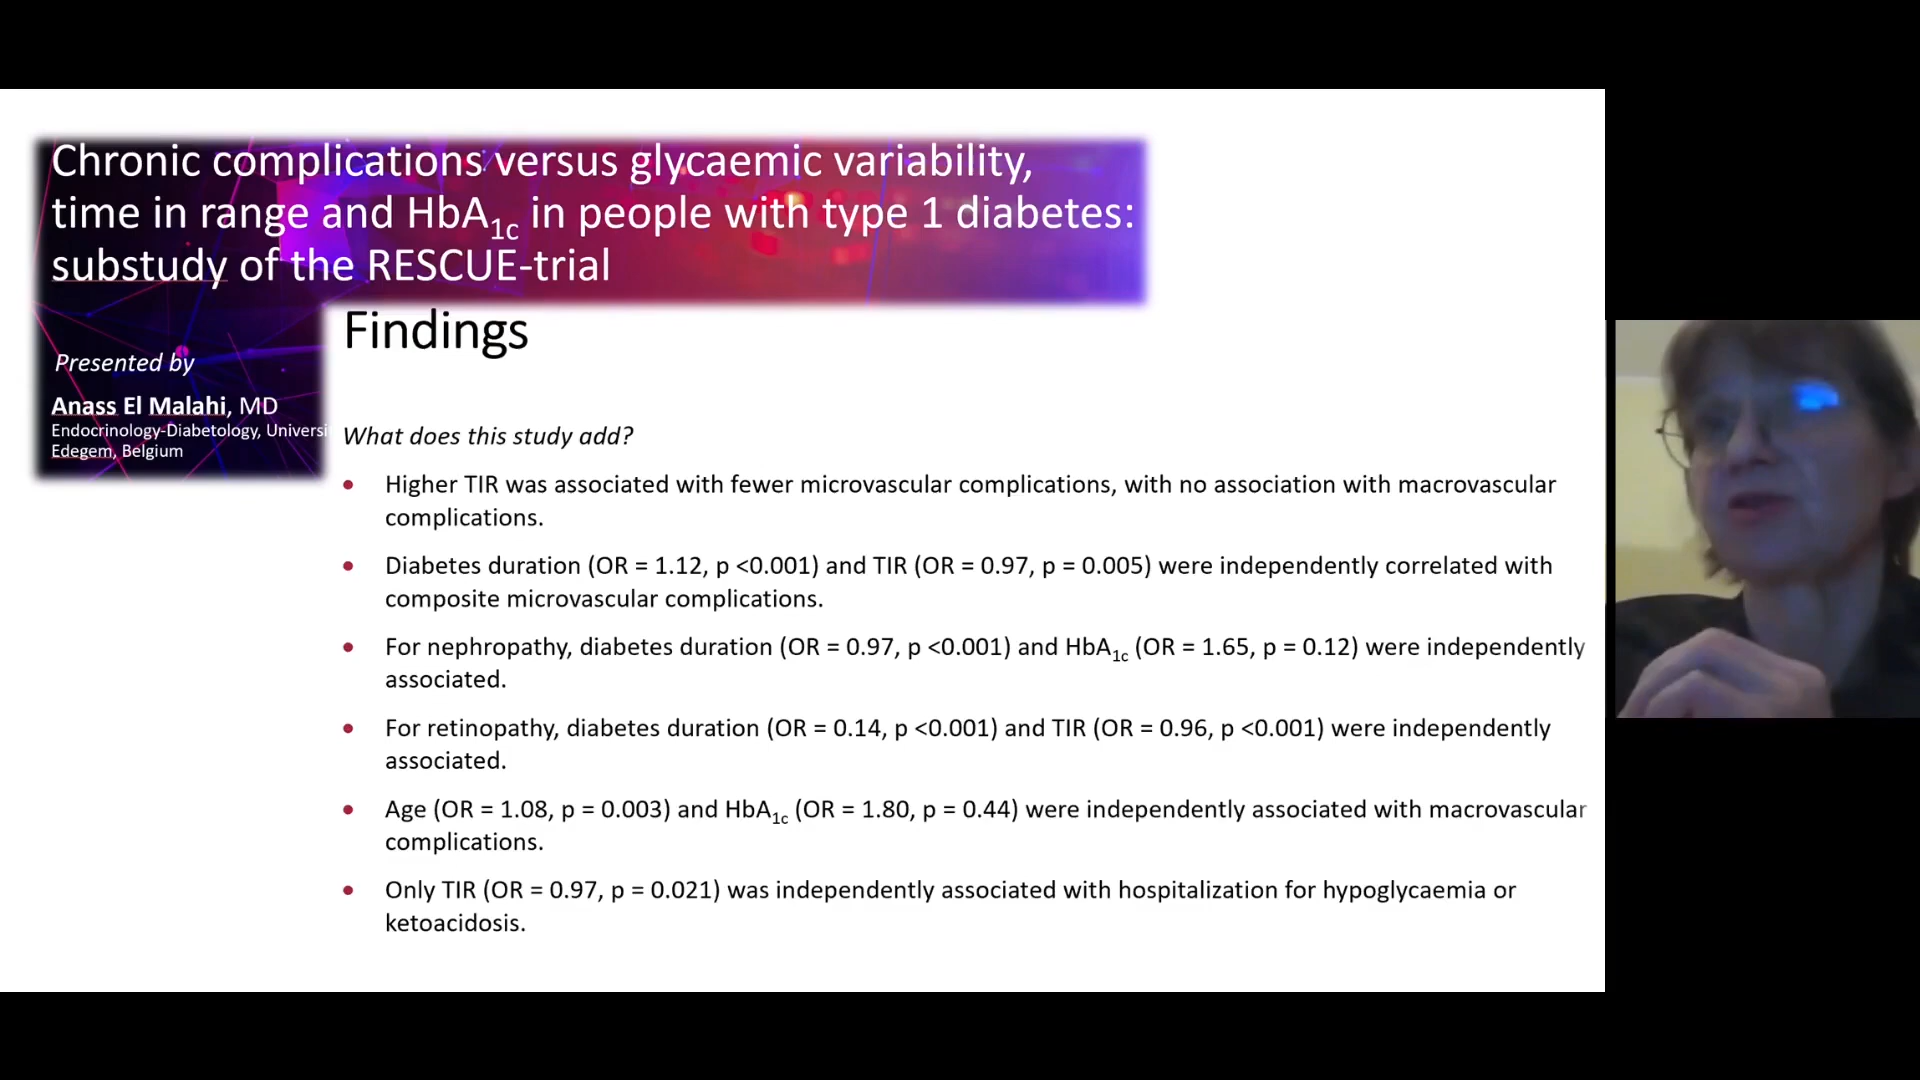 Chronic complications versus glycaemic variability,
time in range and HbA1c in people with type 1 diabetes:
substudy of the RESCUE-trial
Findings
Presented by
Anass El Malahi, MD
Endocrinology-Diabetology,
Edegem, Belgium
What does this study add?
• Higher TIR was associated with fewer microvascular complications, with no association with macrovascular
complications.
• Diabetes duration (OR = 1.12, p <0.001) and TIR (OR = 0.97, p = 0.005) were independently correlated with
composite microvascular complications.
• For nephropathy, diabetes duration (OR = 0.97, p <0.001) and HbA1c (OR = 1.65, p = 0.12) were independently
associated.
• For retinopathy, diabetes duration (OR = 0.14, p <0.001) and TIR (OR = 0.96, p <0.001) were independently
associated.
• Age (OR = 1.08, p = 0.003) and HbA1c (OR = 1.80, p = 0.44) were independently associated with macrovascular
complications.
• Only TIR (OR = 0.97, p = 0.021) was independently associated with hospitalization for hypoglycaemia or
ketoacidosis.